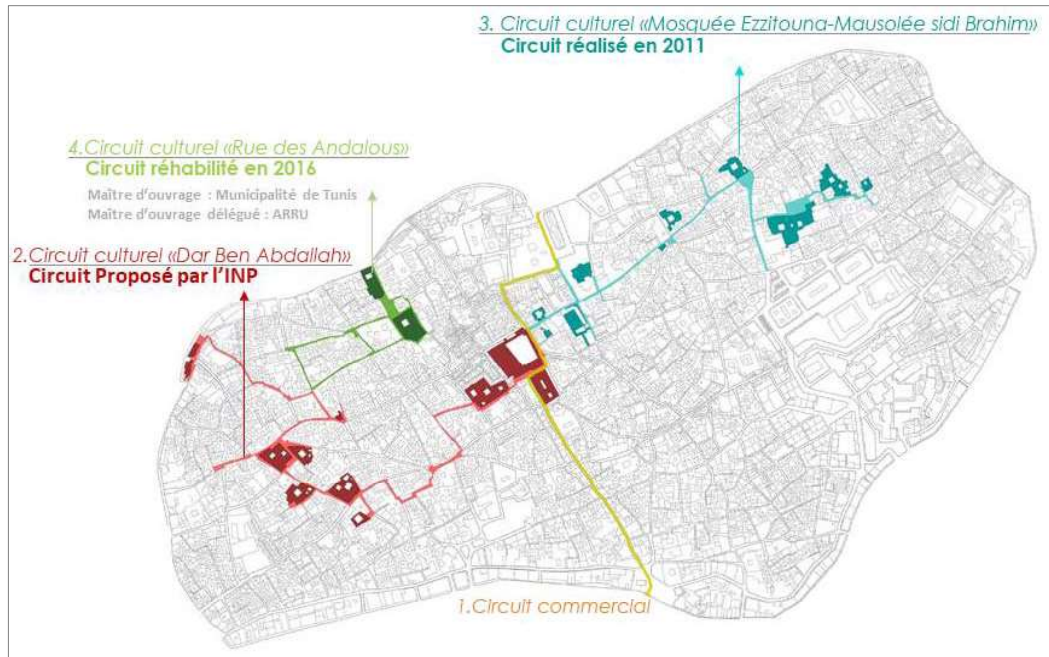 3. Circuit culturel «Mosquée Ezzitouna-Mausolée sidi Brahim»
Circuit réalisé en 2011
4.Circuit culturel «Rue des Andalous»
Circuit réhabilité en 2016
Maître d'ouvrage : Municipalité de Tunis
Maître d'ouvrage délégué : ARRU
2.Circuit culturel «Dar Ben Abdallah»
Circuit Proposé par l'INP
1.Circuit commercial